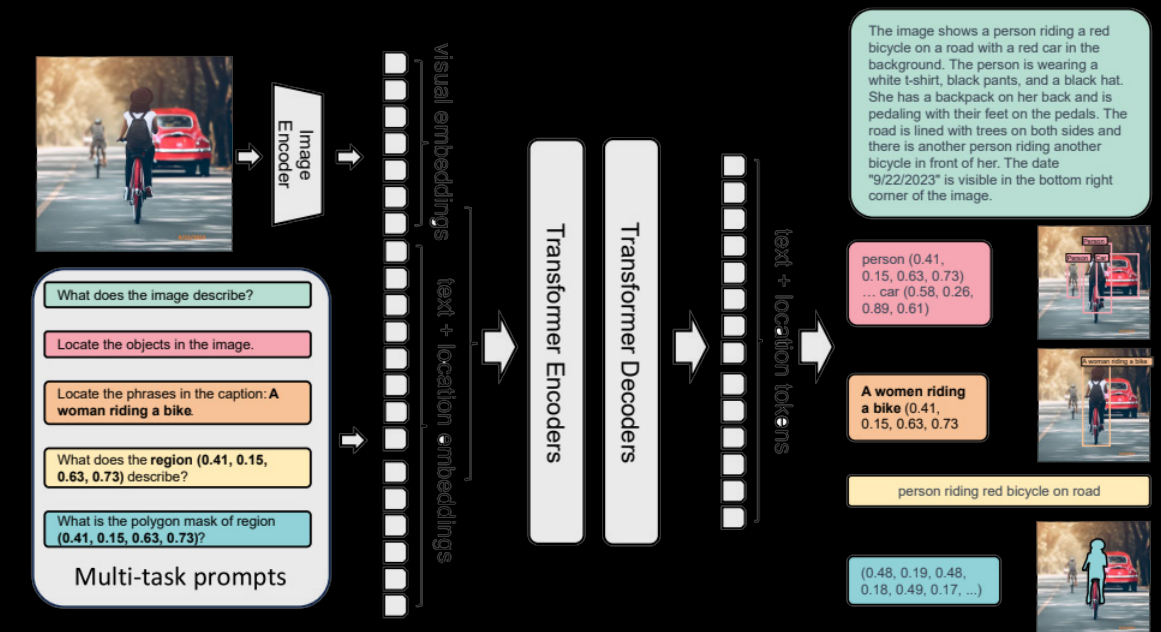 What does the image describe?
Locate the objects in the image.
Locate the phrases in the caption: A
woman riding a bike.
What does the region (0.41, 0.15,
0.63, 0.73) describe?
What is the polygon mask of region
(0.41, 0.15, 0.63, 0.73)?
Multi-task prompts
Image
Encoder
visual embeddings
text + location embeddings
Transformer Encoders
Transformer Decoders
text + location tokens
The image shows a person riding a red
bicycle on a road with a red car in the
background. The person is wearing a
white t-shirt, black pants, and a black hat.
She has a backpack on her back and is
pedaling with their feet on the pedals. The
road is lined with trees on both sides and
there is another person riding another
bicycle in front of her. The date
"9/22/2023" is visible in the bottom right
corner of the image.
person (0.41,
0.15, 0.63, 0.73)
... car (0.58, 0.26,
0.89, 0.61)
Person
Person
Car
A women riding
a bike (0.41,
0.15, 0.63, 0.73
A woman riding a bike
person riding red bicycle on road
(0.48, 0.19, 0.48,
0.18, 0.49, 0.17, ...)